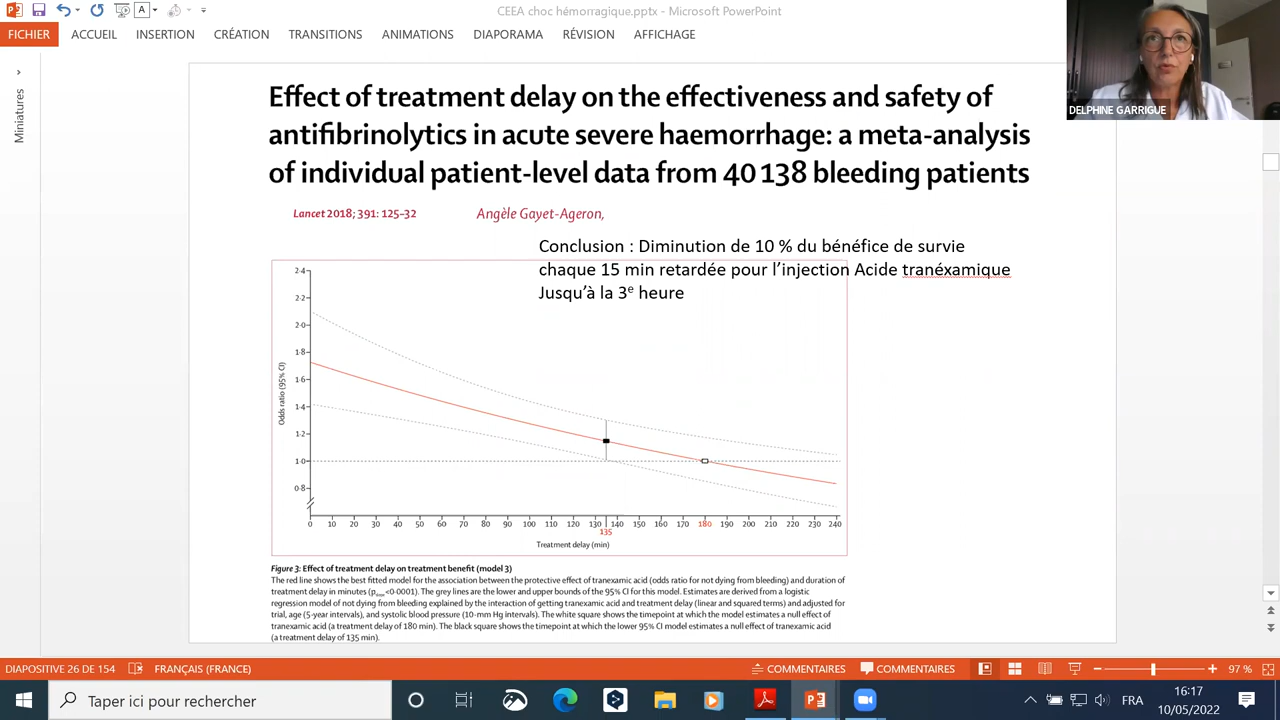 CEEA choc hémorragique.pptx - Microsoft PowerPoint
FICHIER ACCUEIL INSERTION CRÉATION TRANSITIONS ANIMATIONS DIAPORAMA RÉVISION AFFICHAGE
DELPHINE GARRIGUE
Miniatures
Effect of treatment delay on the effectiveness and safety of
antifibrinolytics in acute severe haemorrhage: a meta-analysis
of individual patient-level data from 40 138 bleeding patients
Lancet 2018; 391: 125–32 Angèle Gayet-Ageron,
Conclusion : Diminution de 10 % du bénéfice de survie
chaque 15 min retardée pour l'injection Acide tranéxamique
Jusqu'à la 3e heure
2·4
2·2
2·0
1·8
1·6
1·4
1·2
1·0
0·8
Odds ratio (95% CI)
0 10 20 30 40 50 60 70 80 90 100 110 120 130 140 150 160 170 180 190 200 210 220 230 240
135
Treatment delay (min)
Figure 3: Effect of treatment delay on treatment benefit (model 3)
The red line shows the best fitted model for the association between the protective effect of tranexamic acid (odds ratio for not dying from bleeding) and duration of
treatment delay in minutes (p<0·0001). The grey lines are the lower and upper bounds of the 95% CI for this model. Estimates are derived from a logistic
regression model of not dying from bleeding explained by the interaction of getting tranexamic acid and treatment delay (linear and squared terms) and adjusted for
trial, age (5-year intervals), and systolic blood pressure (10-mm Hg intervals). The white square shows the timepoint at which the model estimates a null effect of
tranexamic acid (a treatment delay of 180 min). The black square shows the timepoint at which the lower 95% CI model estimates a null effect of tranexamic acid
(a treatment delay of 135 min).
DIAPOSITIVE 26 DE 154 FRANÇAIS (FRANCE) COMMENTAIRES COMMENTAIRES 97 %
Taper ici pour rechercher
FRA
16:17
10/05/2022